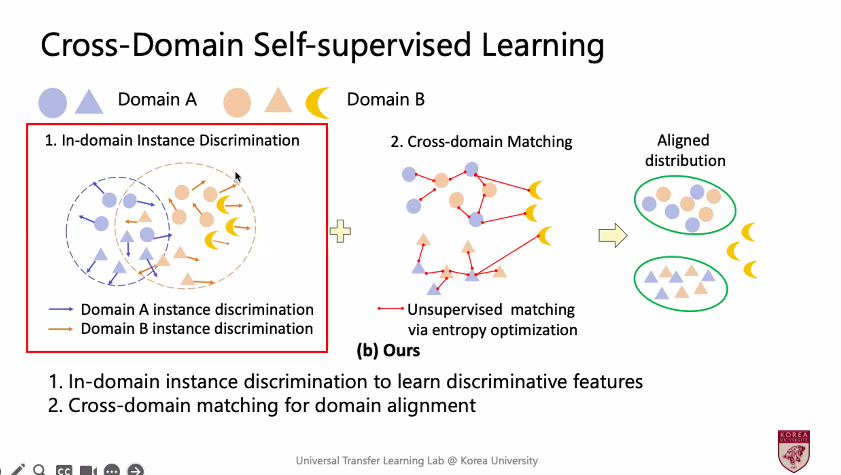 Cross-Domain Self-supervised Learning
Domain A
Domain B
1. In-domain Instance Discrimination
Domain A instance discrimination
Domain B instance discrimination
2. Cross-domain Matching
Unsupervised matching
via entropy optimization
Aligned
distribution
(b) Ours
1. In-domain instance discrimination to learn discriminative features
2. Cross-domain matching for domain alignment
Universal Transfer Learning Lab @ Korea University
CC
KOREA